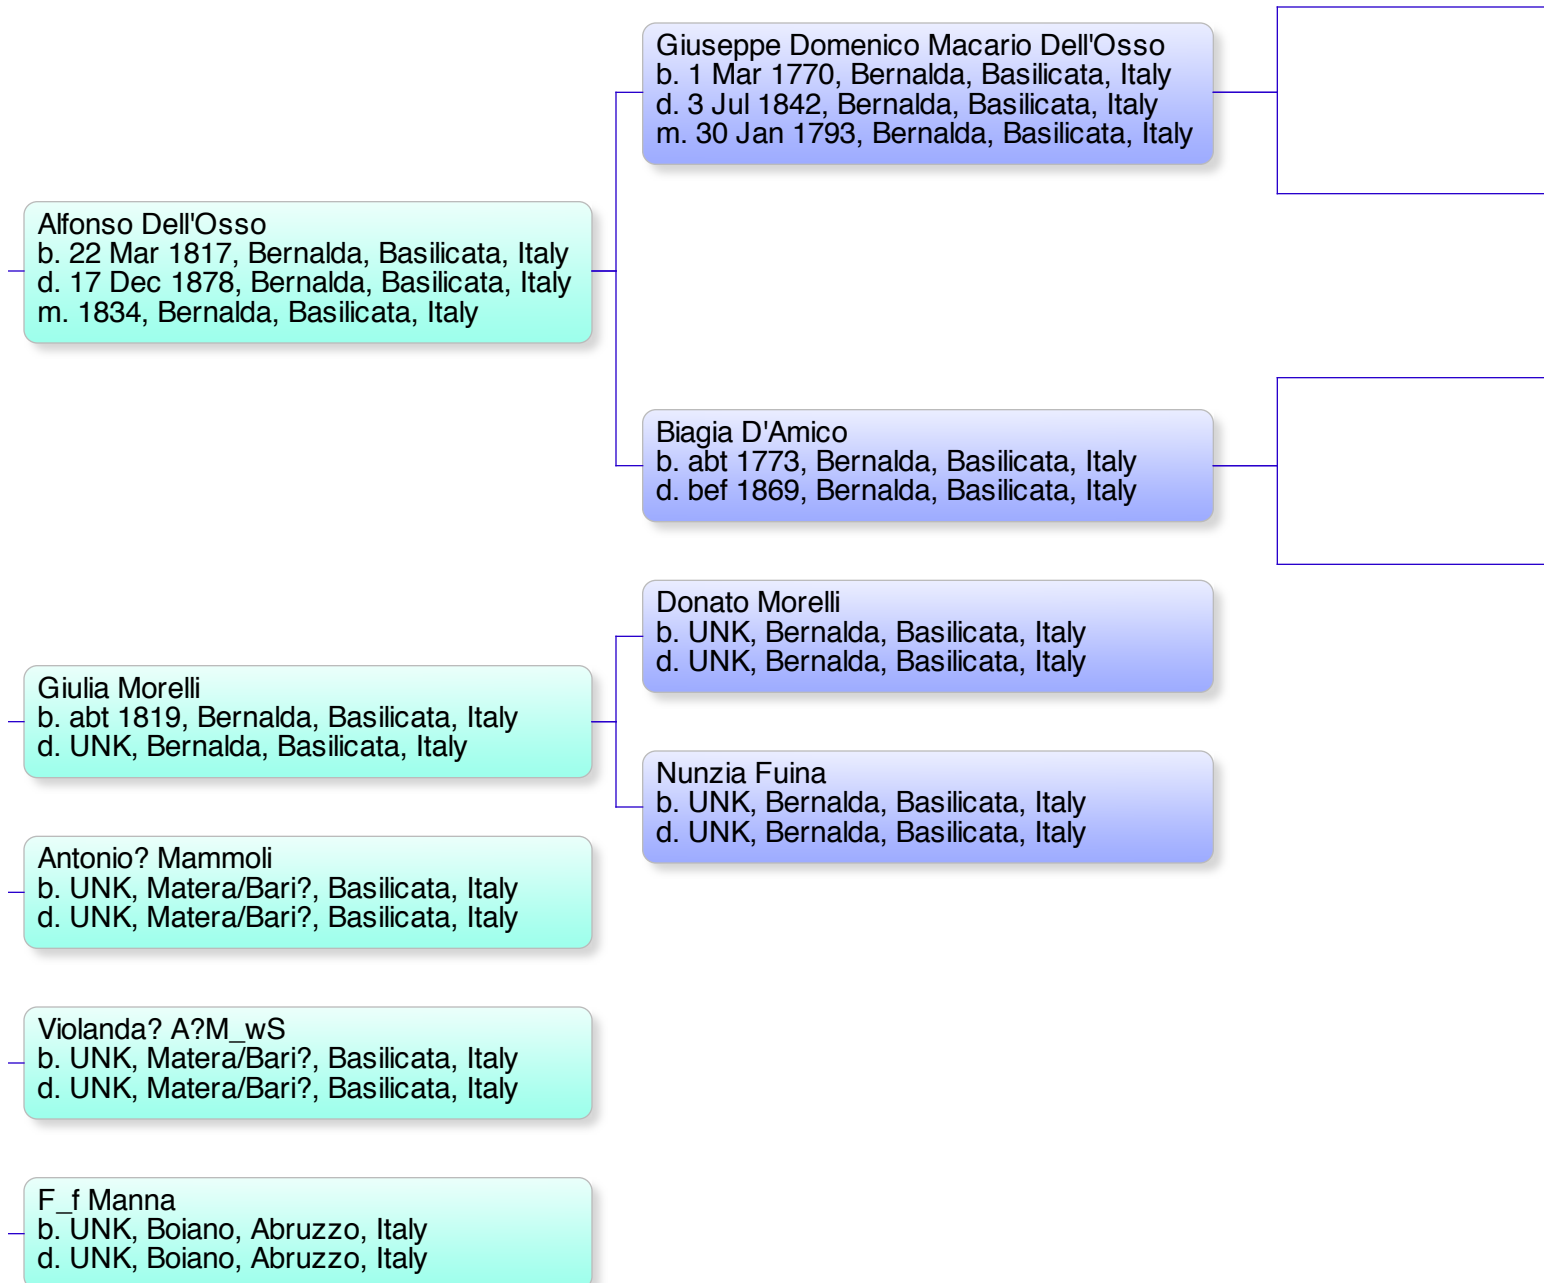 Giuseppe Domenico Macario Dell'Osso
b. 1 Mar 1770, Bernalda, Basilicata, Italy
d. 3 Jul 1842, Bernalda, Basilicata, Italy
m. 30 Jan 1793, Bernalda, Basilicata, Italy
Alfonso Dell'Osso
b. 22 Mar 1817, Bernalda, Basilicata, Italy
d. 17 Dec 1878, Bernalda, Basilicata, Italy
m. 1834, Bernalda, Basilicata, Italy
Biagia D'Amico
b. abt 1773, Bernalda, Basilicata, Italy
d. bef 1869, Bernalda, Basilicata, Italy
Donato Morelli
b. UNK, Bernalda, Basilicata, Italy
d. UNK, Bernalda, Basilicata, Italy
Giulia Morelli
b. abt 1819, Bernalda, Basilicata, Italy
d. UNK, Bernalda, Basilicata, Italy
Nunzia Fuina
b. UNK, Bernalda, Basilicata, Italy
d. UNK, Bernalda, Basilicata, Italy
Antonio? Mammoli
b. UNK, Matera/Bari?, Basilicata, Italy
d. UNK, Matera/Bari?, Basilicata, Italy
Violanda? A?M_wS
b. UNK, Matera/Bari?, Basilicata, Italy
d. UNK, Matera/Bari?, Basilicata, Italy
F_f Manna
b. UNK, Boiano, Abruzzo, Italy
d. UNK, Boiano, Abruzzo, Italy